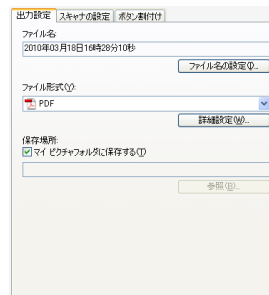 出力設定 スキャナの設定 ボタン割付け
ファイル名:
2010年03月18日16時28分10秒
ファイル名の設定(I)...
ファイル形式(Y):
PDF
詳細設定(W)...
保存場所:
マイ ピクチャフォルダに保存する(T)
参照(B)...